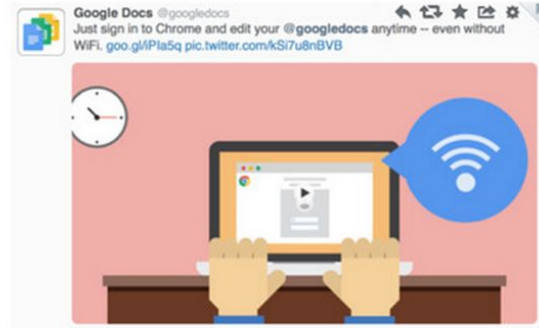 Google Docs @googledocs
Just sign in to Chrome and edit your @googledocs anytime -- even without
WiFi. goo.gl/iPla5q pic.twitter.com/kSi7u8nBVB